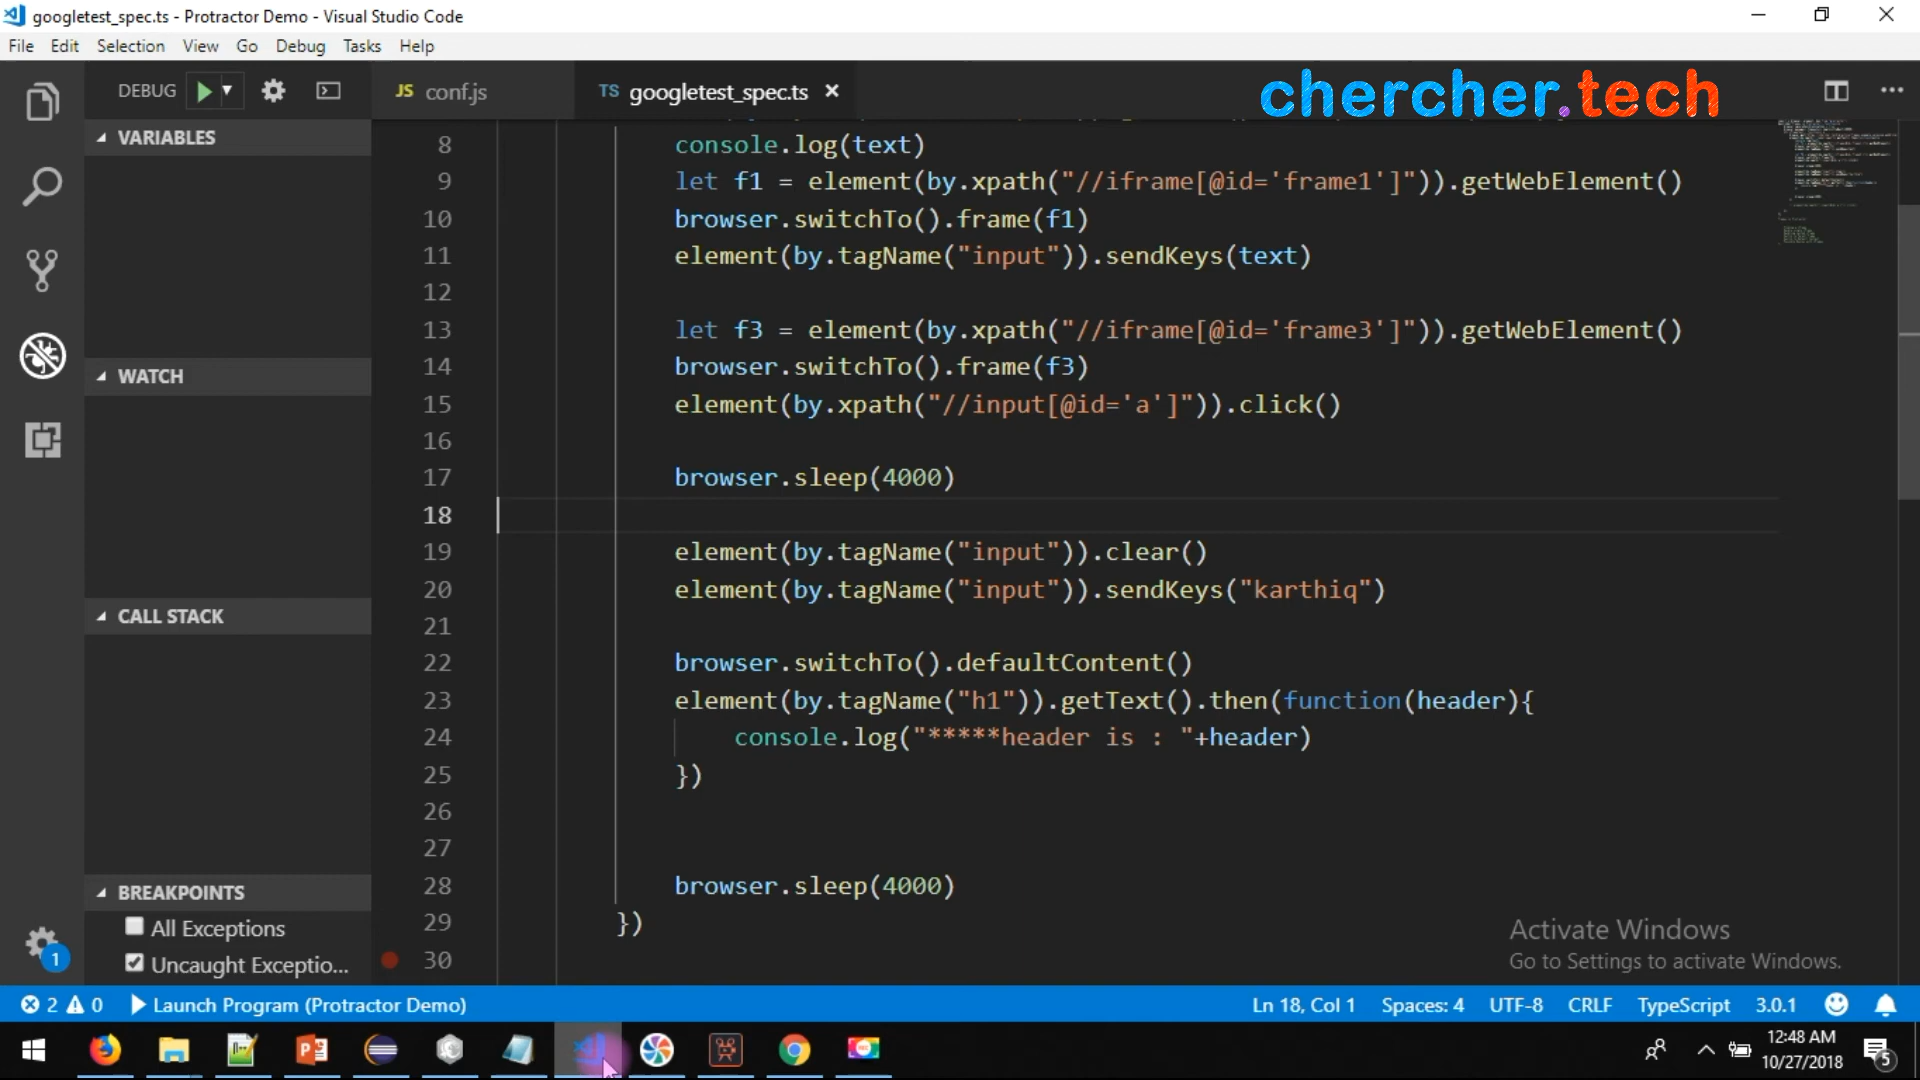 googletest_spec.ts - Protractor Demo - Visual Studio Code
File Edit Selection View Go Debug Tasks Help
DEBUG
JS conf.js
TS googletest_spec.ts
chercher.tech
VARIABLES
WATCH
CALL STACK
BREAKPOINTS
All Exceptions
Uncaught Exceptio...
8 console.log(text)
9 let f1 = element(by.xpath("//iframe[@id='frame1']")).getWebElement()
10 browser.switchTo().frame(f1)
11 element(by.tagName("input")).sendKeys(text)
12
13 let f3 = element(by.xpath("//iframe[@id='frame3']")).getWebElement()
14 browser.switchTo().frame(f3)
15 element(by.xpath("//input[@id='a']")).click()
16
17 browser.sleep(4000)
18
19 element(by.tagName("input")).clear()
20 element(by.tagName("input")).sendKeys("karthiq")
21
22 browser.switchTo().defaultContent()
23 element(by.tagName("h1")).getText().then(function(header){
24 console.log("*****header is : "+header)
25 })
26
27
28 browser.sleep(4000)
29 })
30
Activate Windows
Go to Settings to activate Windows.
1
2 0 Launch Program (Protractor Demo)
Ln 18, Col 1 Spaces: 4 UTF-8 CRLF TypeScript 3.0.1
12:48 AM
10/27/2018
5